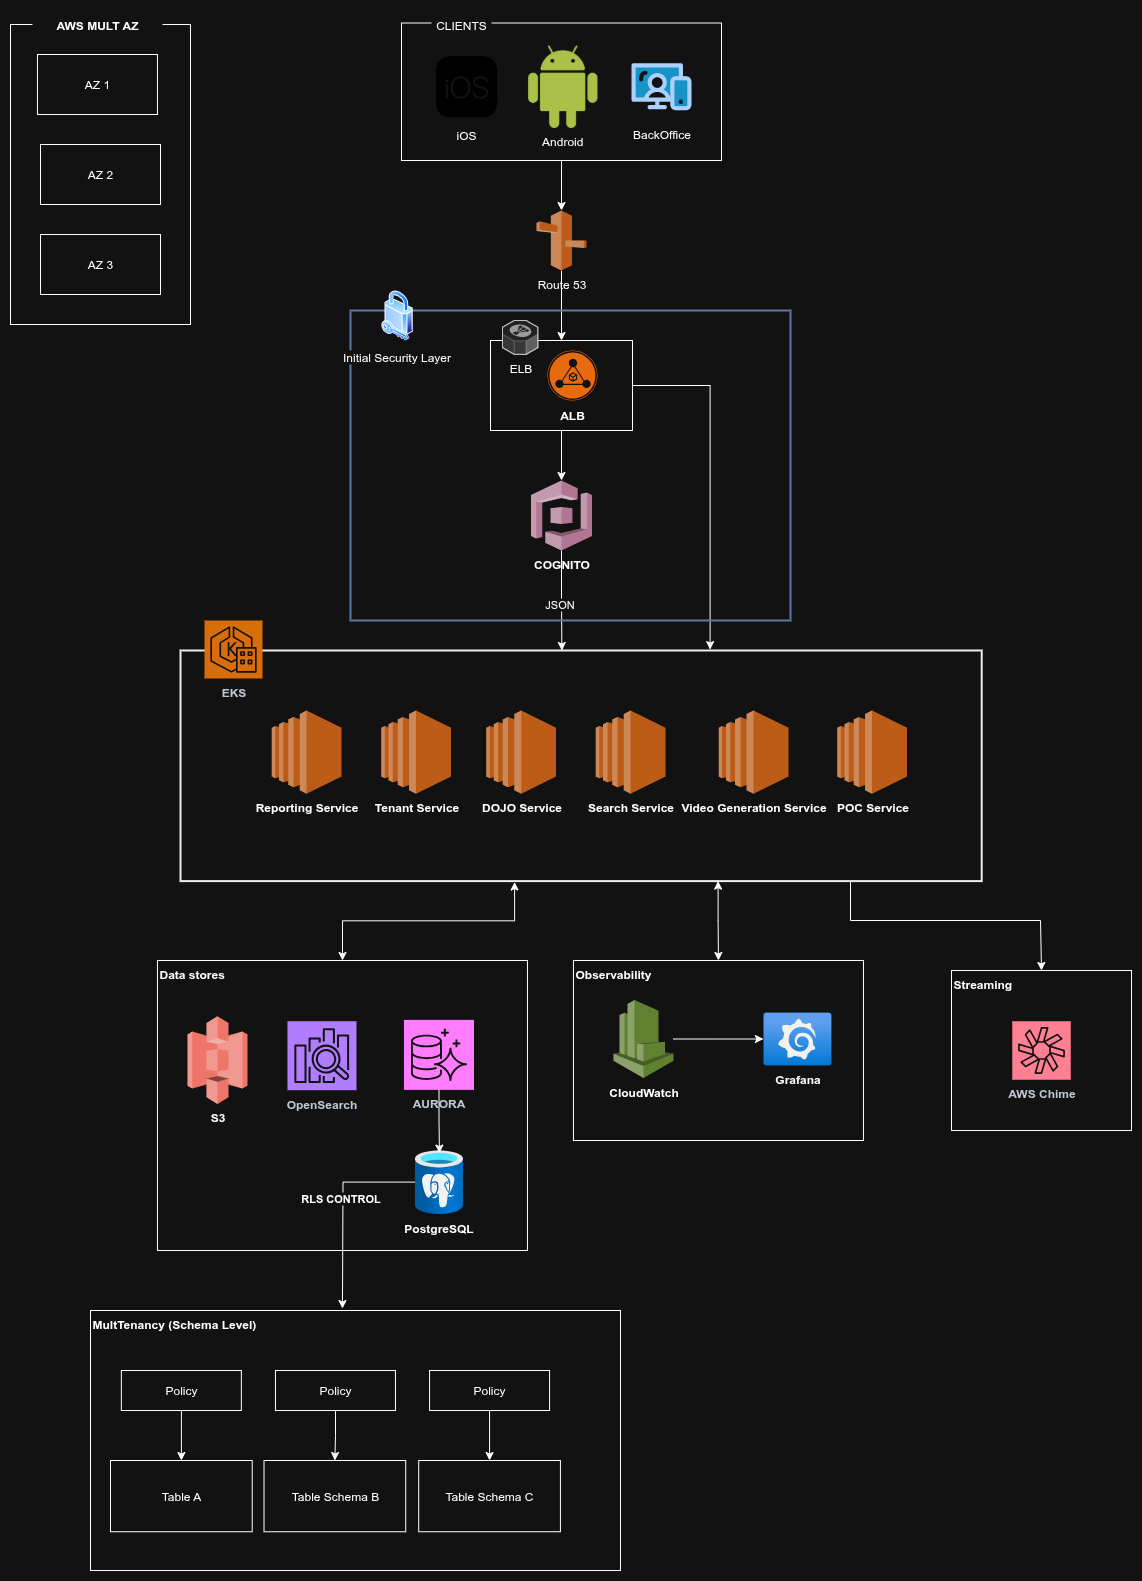 AWS MULT AZ
AZ 1
AZ 2
AZ 3
CLIENTS
iOS
iOS
Android
BackOffice
Route 53
Initial Security Layer
ELB
ALB
COGNITO
JSON
K
EKS
Reporting Service
Tenant Service
DOJO Service
Search Service
Video Generation Service
POC Service
Data stores
S3
OpenSearch
AURORA
RLS CONTROL
PostgreSQL
Observability
CloudWatch
Grafana
Streaming
AWS Chime
MultTenancy (Schema Level)
Policy
Policy
Policy
Table A
Table Schema B
Table Schema C